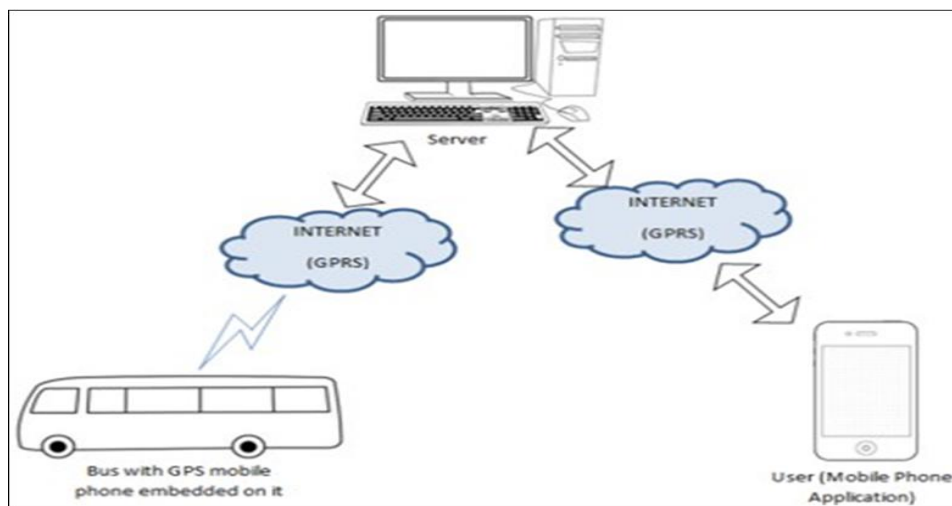 Server
INTERNET
(GPRS)
INTERNET
(GPRS)
Bus with GPS mobile
phone embedded on it
User (Mobile Phone
Application)